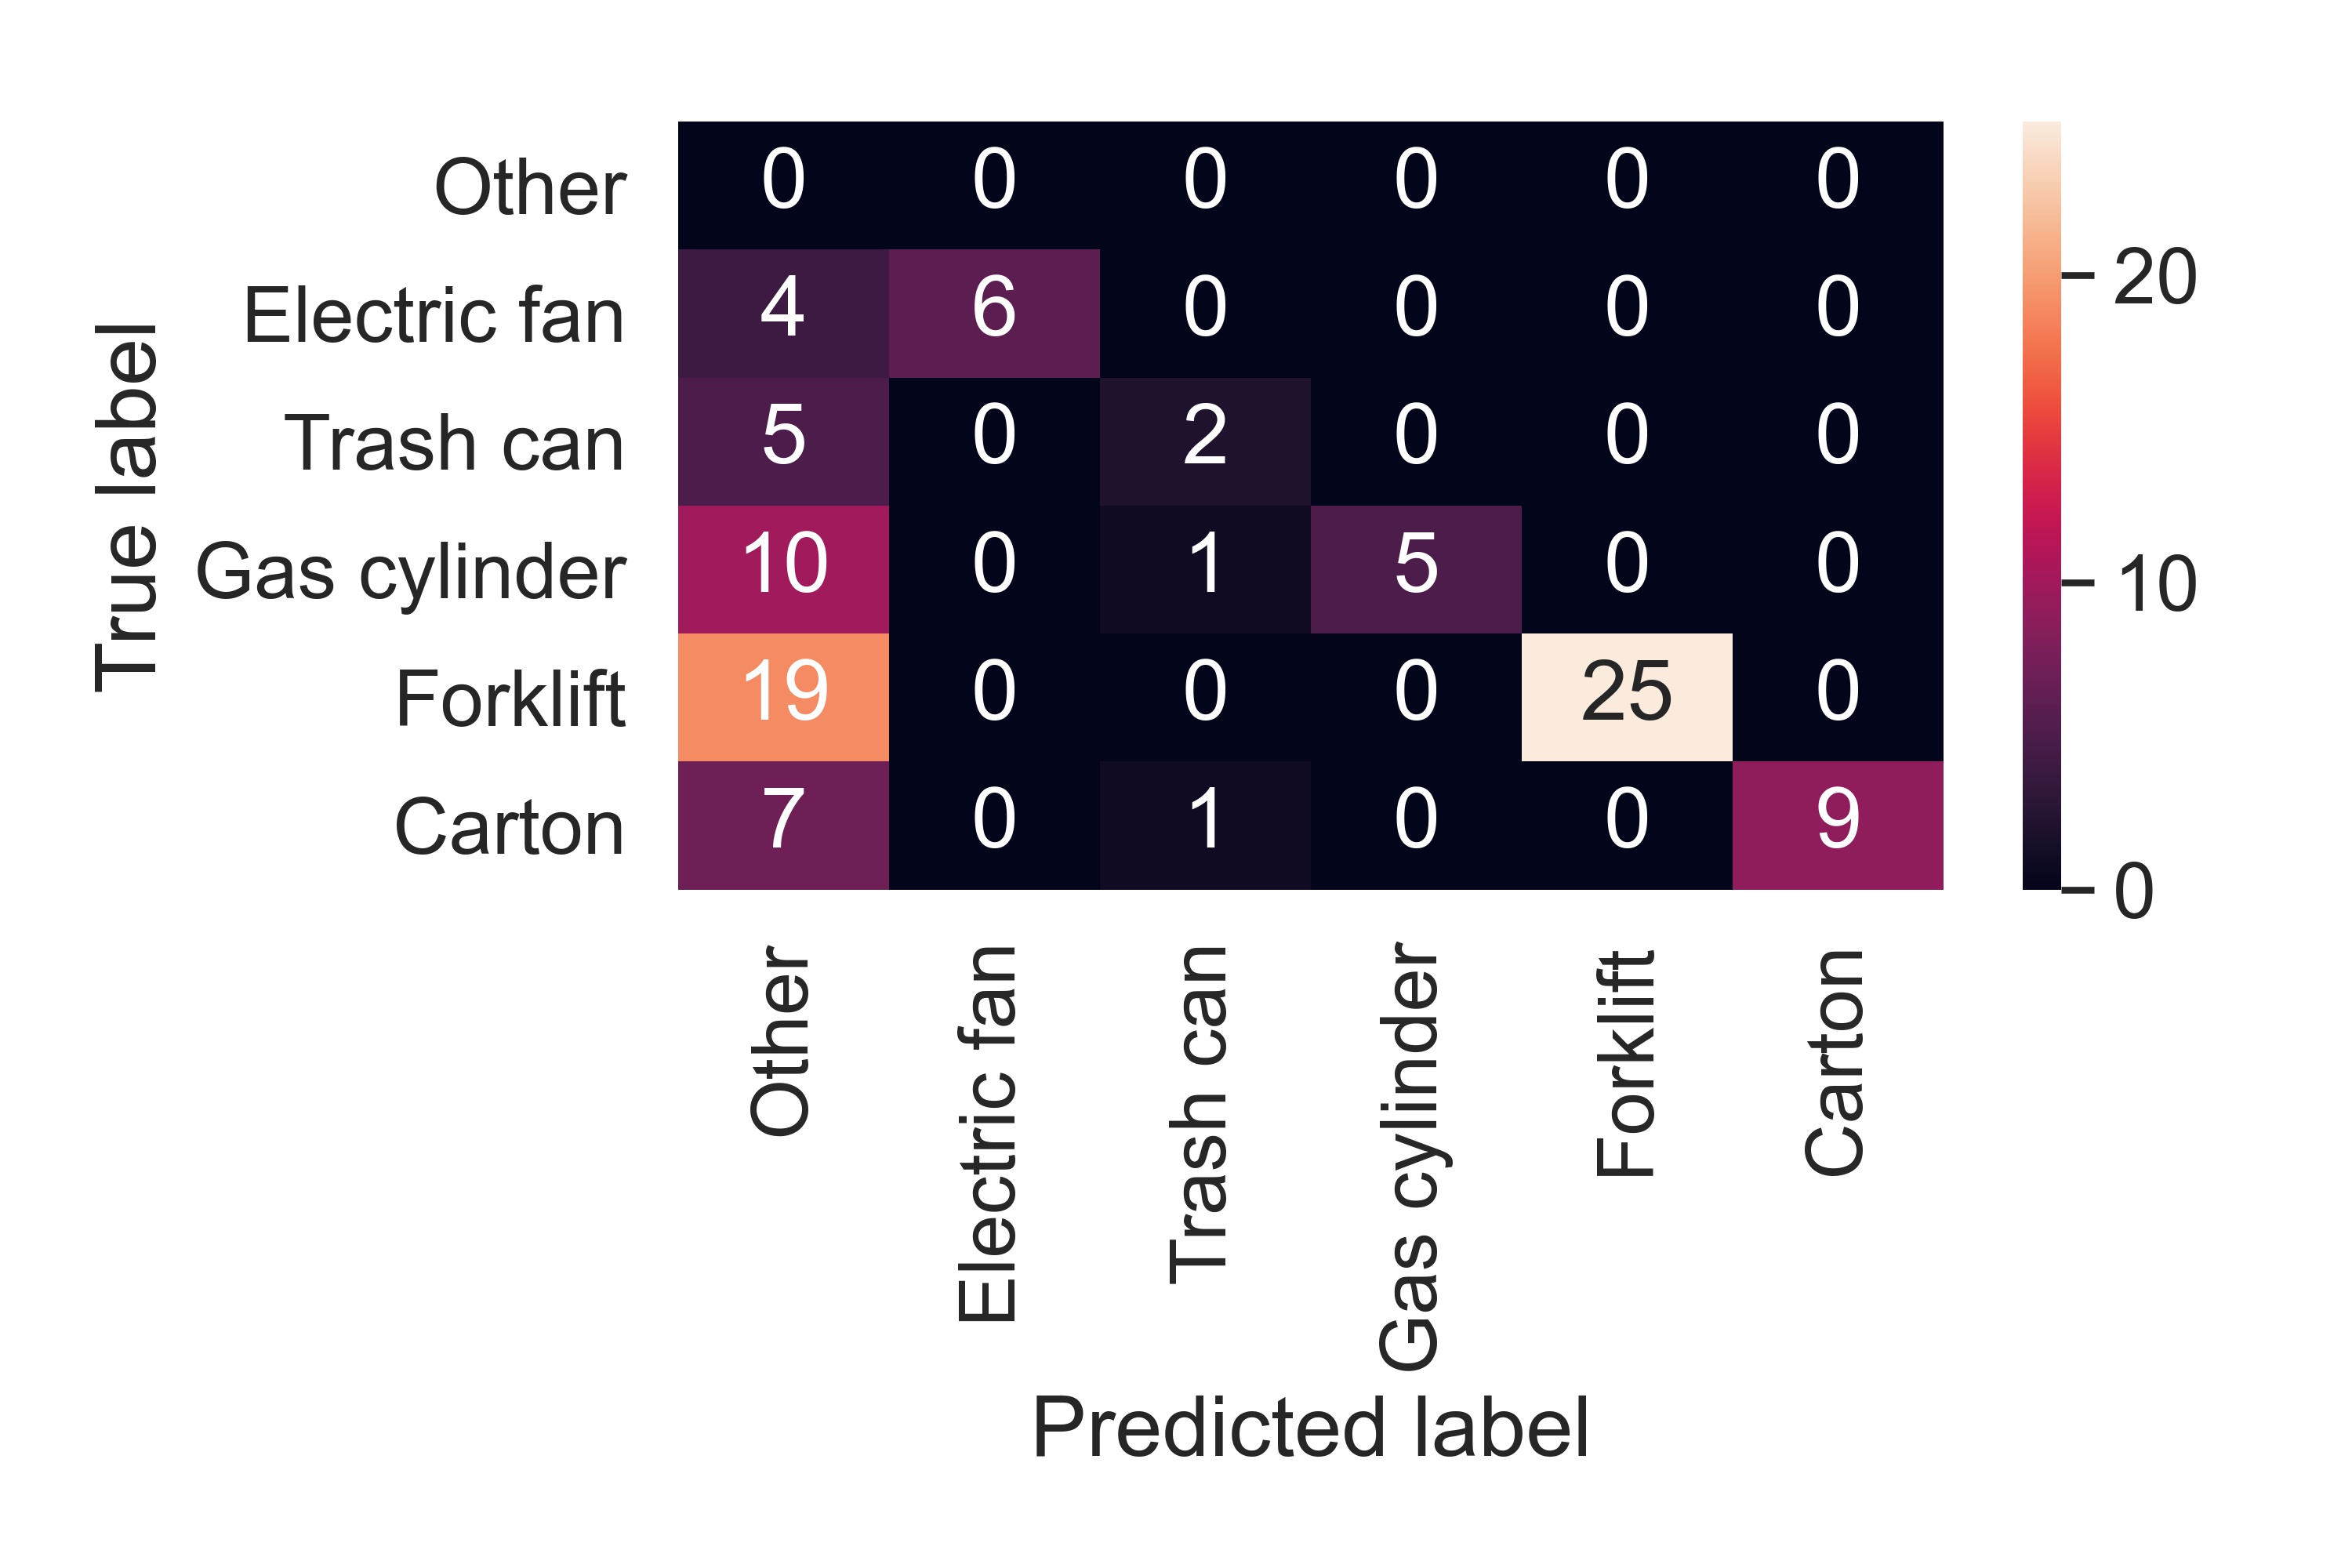 Other 0 0 0 0 0 0
Electric fan 4 6 0 0 0 0
Trash can 5 0 2 0 0 0
Gas cylinder 10 0 1 5 0 0
Forklift 19 0 0 0 25 0
Carton 7 0 1 0 0 9
True label
Other
Electric fan
Trash can
Gas cylinder
Forklift
Carton
Predicted label
20
10
0